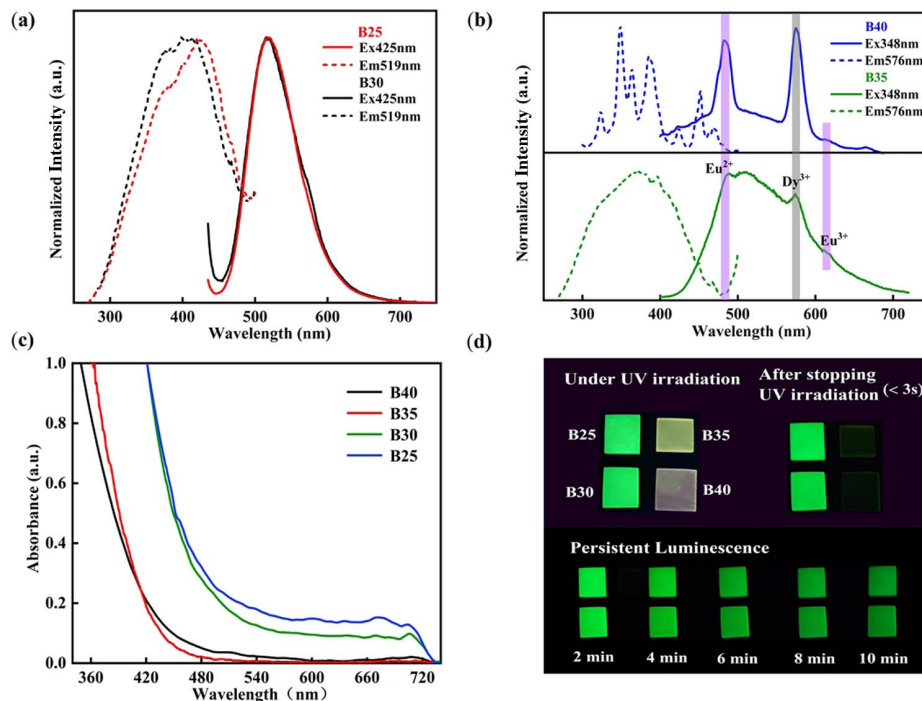 (a)
B25
Ex425nm
Em519nm
B30
Ex425nm
Em519nm
Normalized Intensity (a.u.)
300 400 500 600 700
Wavelength (nm)
(b)
B40
Ex348nm
Em576nm
B35
Ex348nm
Em576nm
Eu²⁺
Dy³⁺
Eu³⁺
Normalized Intensity (a.u.)
300 400 500 600 700
Wavelength (nm)
(c)
1.0
0.8
0.6
0.4
0.2
0.0
B40
B35
B30
B25
Absorbance (a.u.)
360 420 480 540 600 660 720
Wavelength（nm）
(d)
Under UV irradiation
After stopping
UV irradiation (< 3s)
B25 B35
B30 B40
Persistent Luminescence
2 min 4 min 6 min 8 min 10 min